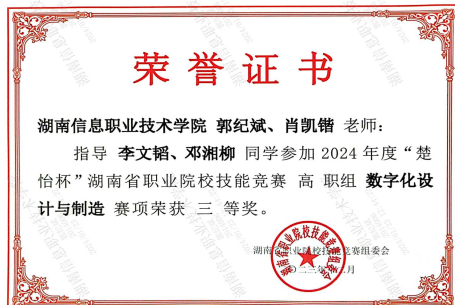 荣誉证书
湖南信息职业技术学院 郭纪斌、肖凯锴 老师：
指导 李文韬、邓湘柳 同学参加 2024 年度“楚
怡杯”湖南省职业院校技能竞赛 高 职组 数字化设
计与制造 赛项荣获 三 等奖。
湖南省职业院校技能竞赛组委会